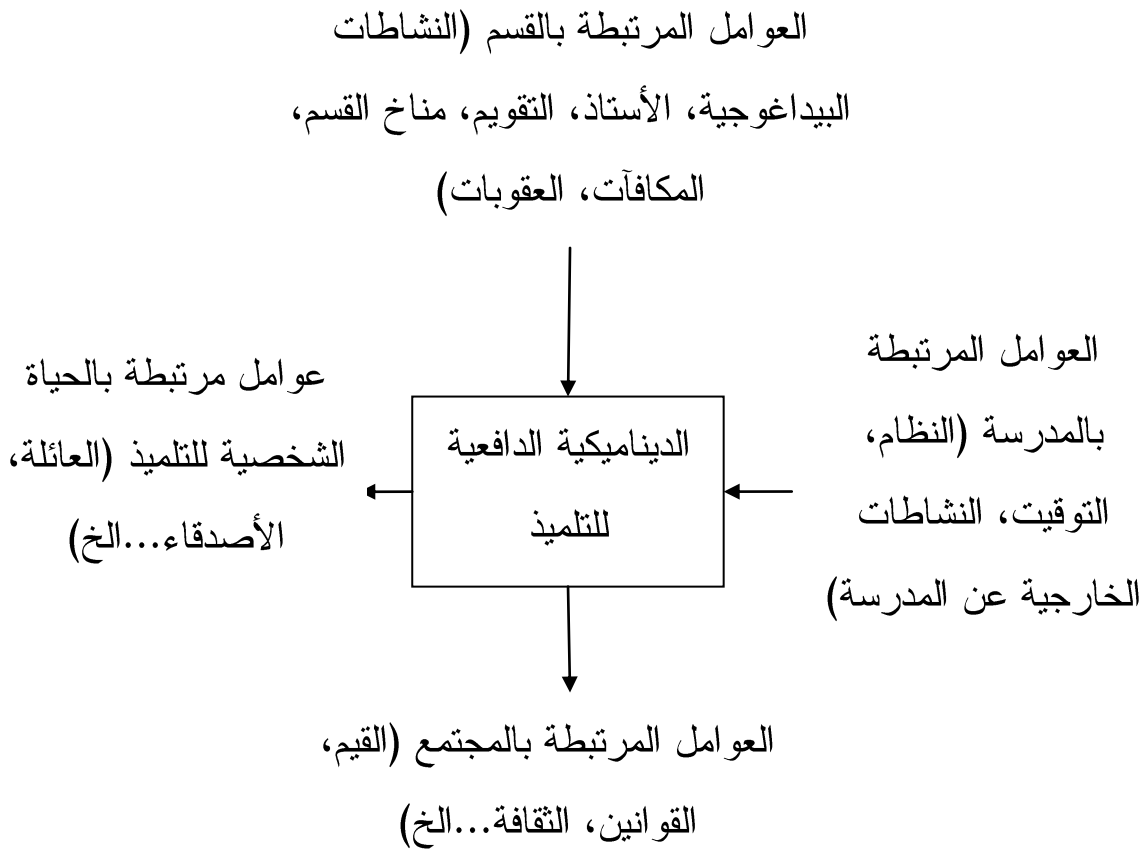 العوامل المرتبطة بالقسم (النشاطات
البيداغوجية، الأستاذ، التقويم، مناخ القسم،
المكافآت، العقوبات)
العوامل المرتبطة
بالمدرسة (النظام،
التوقيت، النشاطات
الخارجية عن المدرسة)
الديناميكية الدافعية
للتلميذ
عوامل مرتبطة بالحياة
الشخصية للتلميذ (العائلة،
الأصدقاء...الخ)
العوامل المرتبطة بالمجتمع (القيم،
القوانين، الثقافة...الخ)